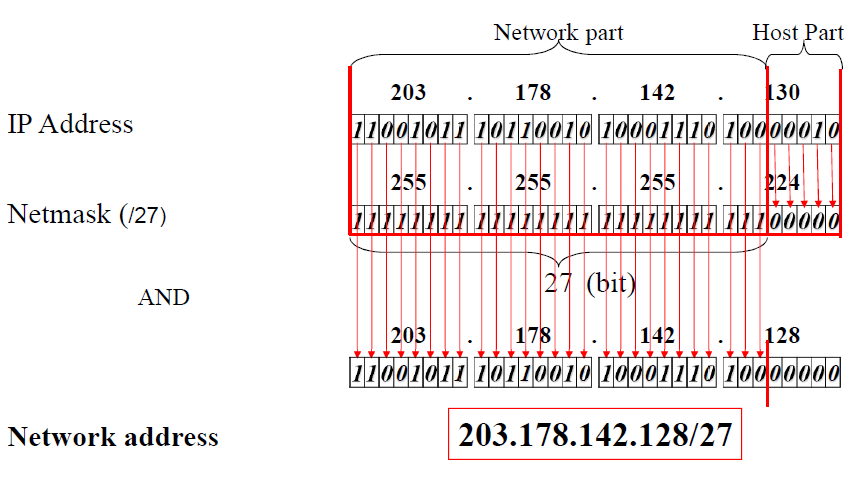 Network part Host Part
203 . 178 . 142 . 130
IP Address 11001011 10110010 10001110 10000010
255 . 255 . 255 . 224
Netmask (/27) 11111111 11111111 11111111 11100000
27 (bit)
AND
203 . 178 . 142 . 128
11001011 10110010 10001110 10000000
Network address 203.178.142.128/27